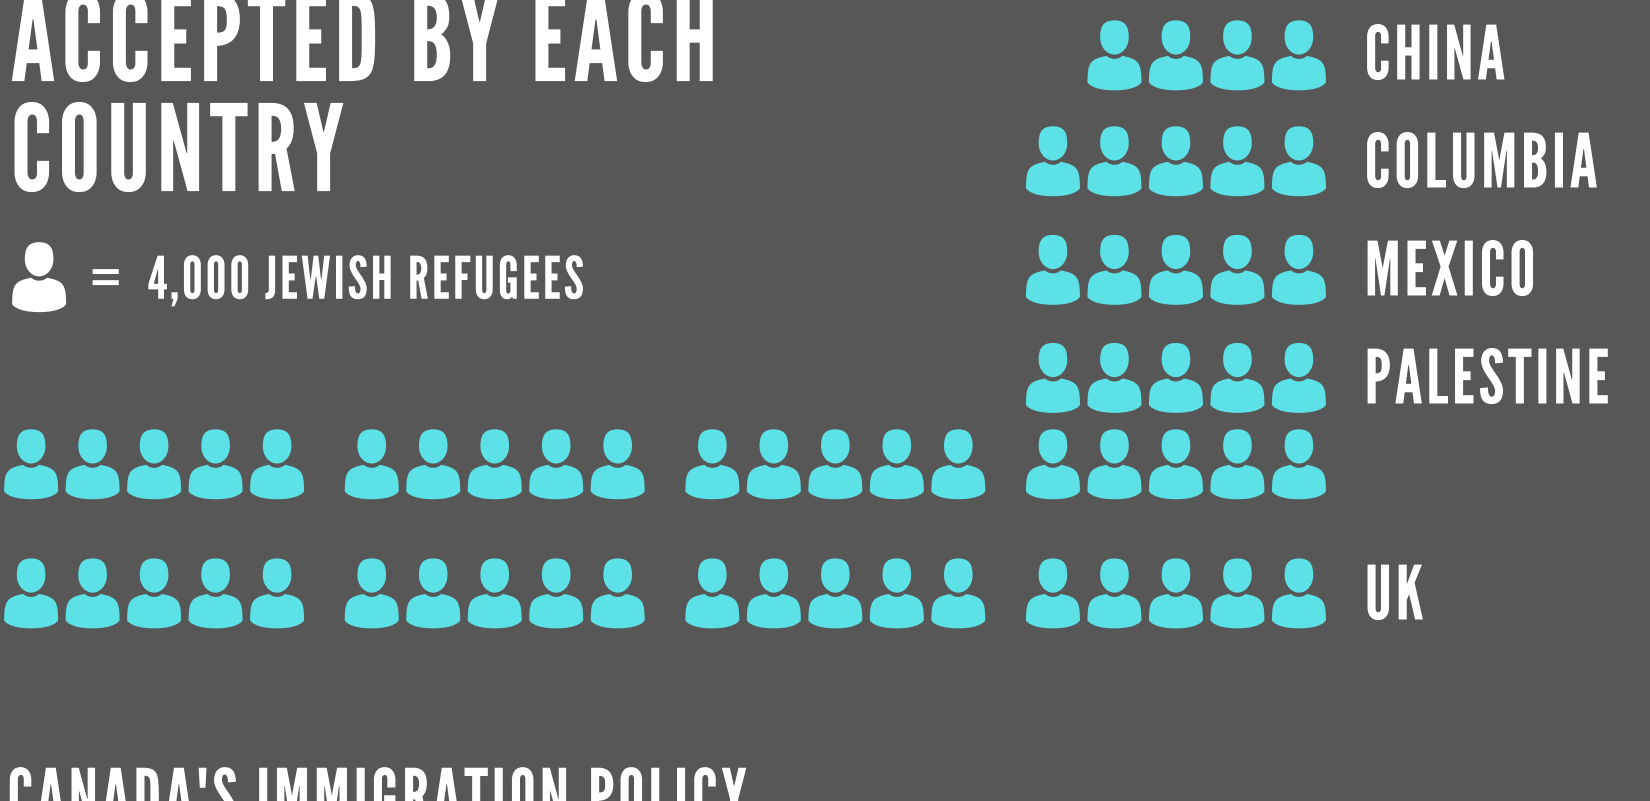 ACCEPTED BY EACH
COUNTRY
= 4,000 JEWISH REFUGEES
CHINA
COLUMBIA
MEXICO
PALESTINE
UK
CANADA'S IMMIGRATION POLICY